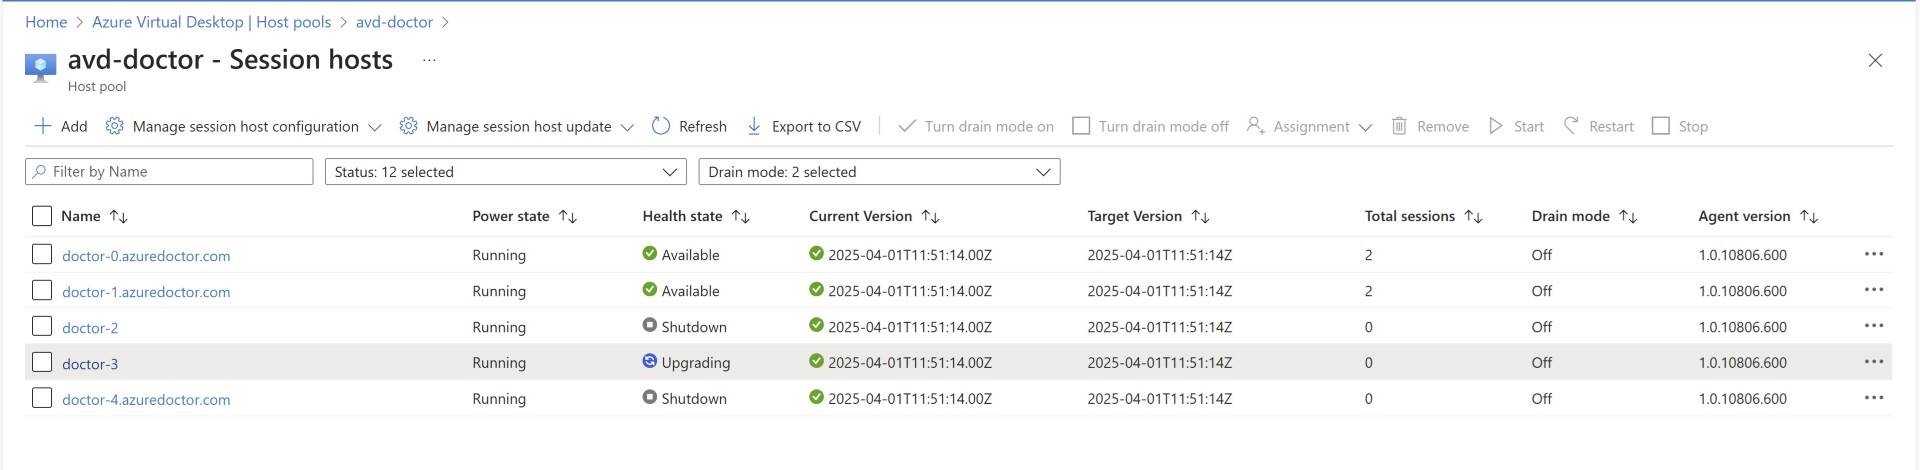 Home > Azure Virtual Desktop | Host pools > avd-doctor >
avd-doctor - Session hosts ...
Host pool
Add Manage session host configuration Manage session host update Refresh Export to CSV Turn drain mode on Turn drain mode off Assignment Remove Start Restart Stop
Filter by Name Status: 12 selected Drain mode: 2 selected
Name Power state Health state Current Version Target Version Total sessions Drain mode Agent version
doctor-0.azuredoctor.com Running Available 2025-04-01T11:51:14.00Z 2025-04-01T11:51:14Z 2 Off 1.0.10806.600
doctor-1.azuredoctor.com Running Available 2025-04-01T11:51:14.00Z 2025-04-01T11:51:14Z 2 Off 1.0.10806.600
doctor-2 Running Shutdown 2025-04-01T11:51:14.00Z 2025-04-01T11:51:14Z 0 Off 1.0.10806.600
doctor-3 Running Upgrading 2025-04-01T11:51:14.00Z 2025-04-01T11:51:14Z 0 Off 1.0.10806.600
doctor-4.azuredoctor.com Running Shutdown 2025-04-01T11:51:14.00Z 2025-04-01T11:51:14Z 0 Off 1.0.10806.600